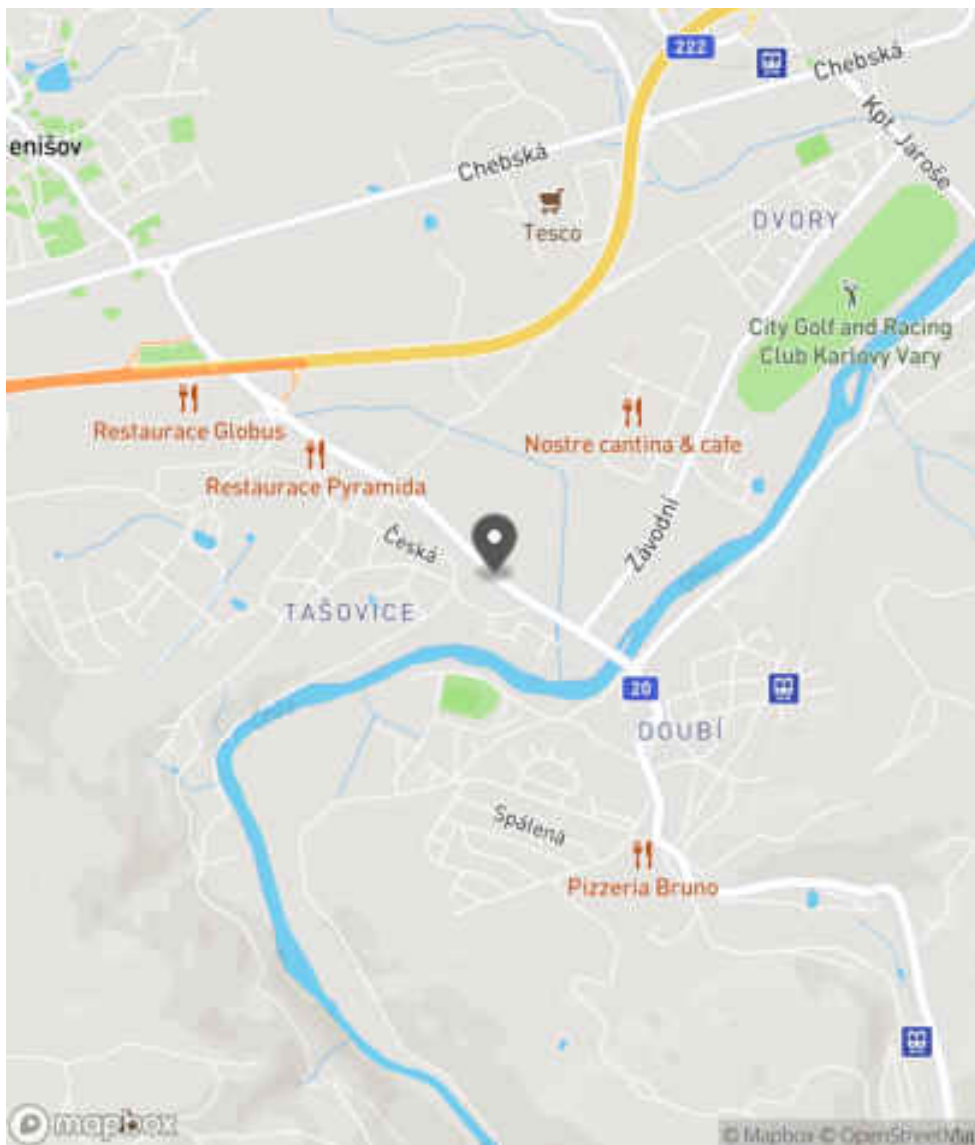 222
Chebská
Kpt. Jaroše
enišov
Chebská
Tesco
DVORY
City Golf and Racing
Club Karlovy Vary
Restaurace Globus
Nostre cantina & cafe
Restaurace Pyramida
Česká
Závodní
TAŠOVICE
20
DOUBÍ
Spálená
Pizzeria Bruno
mapbox
© Mapbox © OpenStreetMap